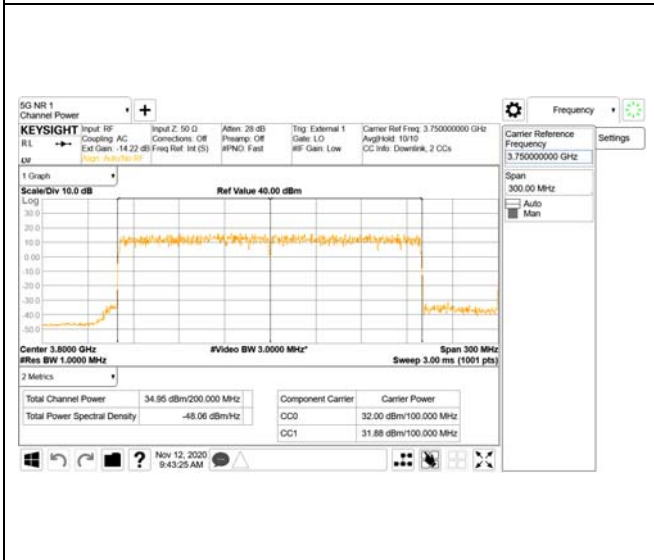 5G NR 1
Channel Power
Frequency
KEYSIGHT
RL
Input: RF
Coupling: AC
Ext Gain: -14.22 dB
Align: Auto/No RF
Input Z: 50 Ω
Corrections: Off
Freq Ref: Int (S)
Atten: 28 dB
Preamp: Off
#PNO: Fast
Trig: External 1
Gate: LO
#IF Gain: Low
Carrier Ref Freq: 3.750000000 GHz
Avg|Hold: 10/10
CC Info: Downlink, 2 CCs
Carrier Reference
Frequency
3.750000000 GHz
Settings
Span
300.00 MHz
Auto
Man
1 Graph
Scale/Div 10.0 dB
Ref Value 40.00 dBm
Log
30.0
20.0
10.0
0.00
-10.0
-20.0
-30.0
-40.0
-50.0
Center 3.8000 GHz
#Video BW 3.0000 MHz*
Span 300 MHz
#Res BW 1.0000 MHz
Sweep 3.00 ms (1001 pts)
2 Metrics
Total Channel Power 34.95 dBm/200.000 MHz
Total Power Spectral Density -48.06 dBm/Hz
Component Carrier Carrier Power
CC0 32.00 dBm/100.000 MHz
CC1 31.88 dBm/100.000 MHz
Nov 12, 2020
9:43:25 AM